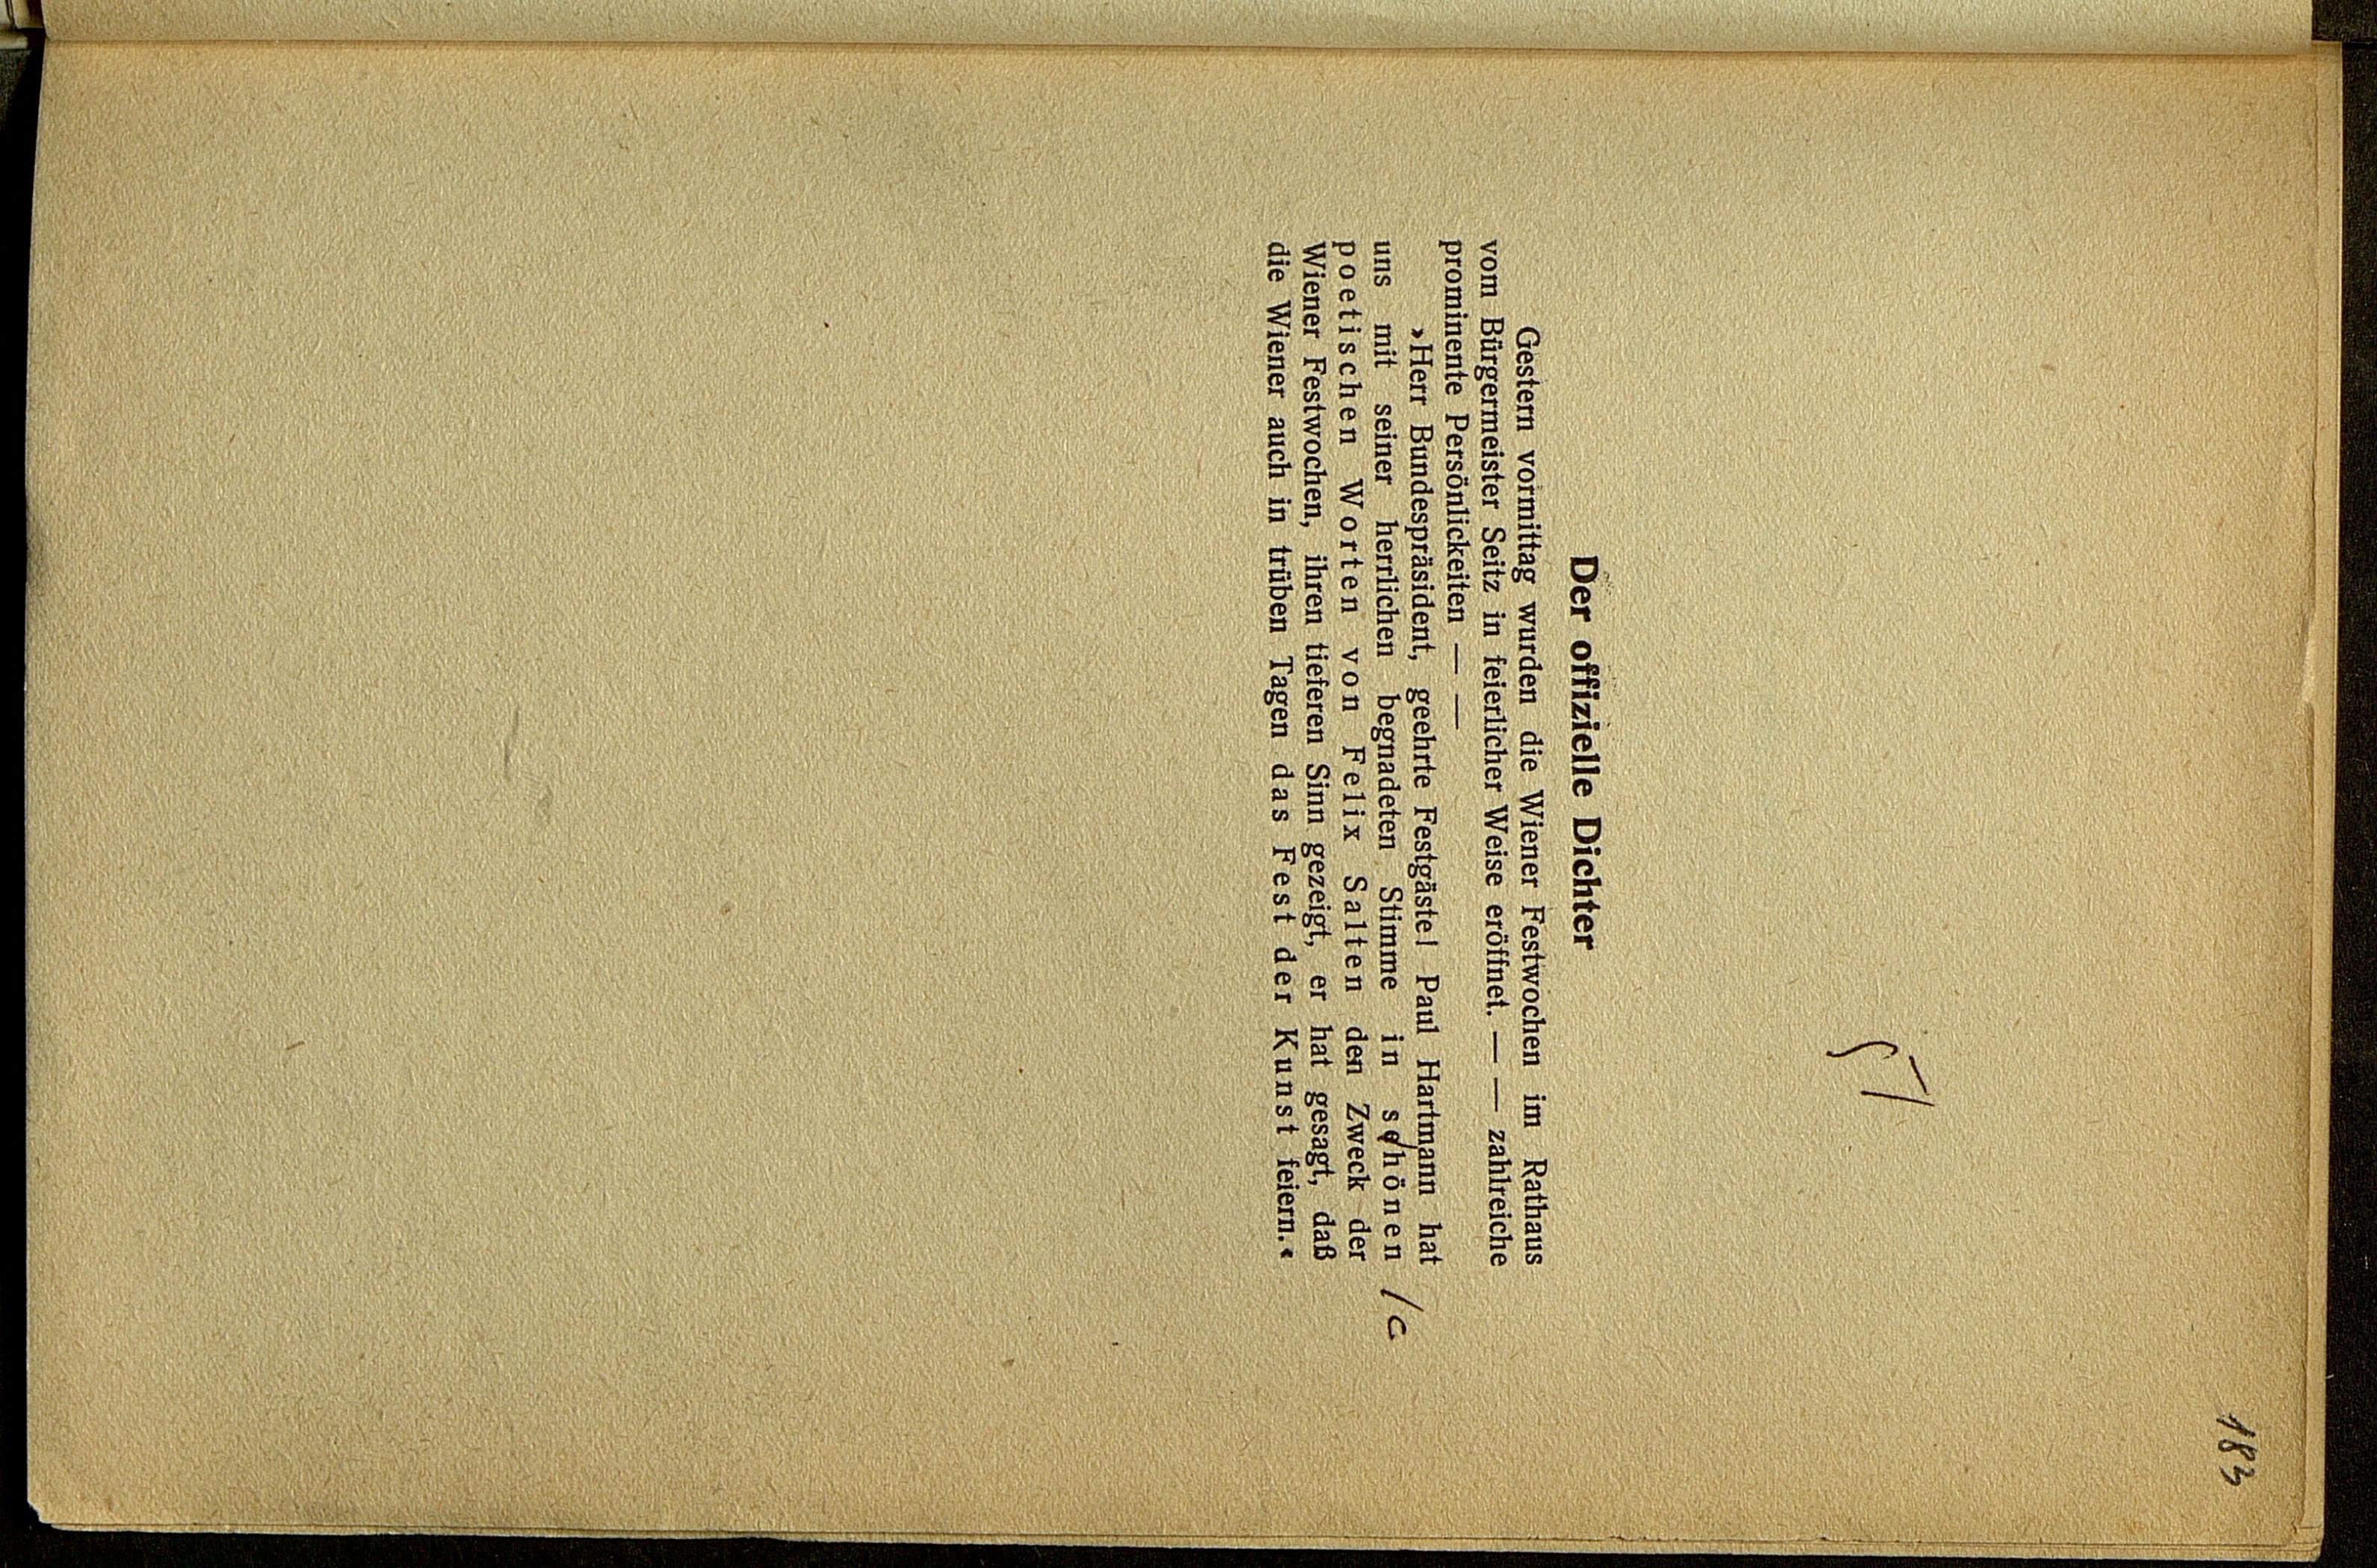 183
57
Der offizielle Dichter
Gestern vormittag wurden die Wiener Festwochen im Rathaus
vom Bürgermeister Seitz in feierlicher Weise eröffnet. — — zahlreiche
prominente Persönlickeiten — —
»Herr Bundespräsident, geehrte Festgäste! Paul Hartmann hat
uns mit seiner herrlichen begnadeten Stimme in schönen /c
poetischen Worten von Felix Salten den Zweck der
Wiener Festwochen, ihren tieferen Sinn gezeigt, er hat gesagt, daß
die Wiener auch in trüben Tagen das Fest der Kunst feiern.«